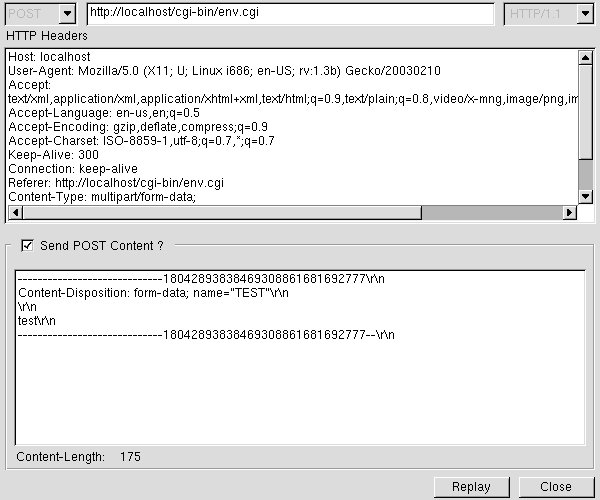 POST http://localhost/cgi-bin/env.cgi HTTP/1.1
HTTP Headers
Host: localhost
User-Agent: Mozilla/5.0 (X11; U; Linux i686; en-US; rv:1.3b) Gecko/20030210
Accept:
text/xml,application/xml,application/xhtml+xml,text/html;q=0.9,text/plain;q=0.8,video/x-mng,image/png,im
Accept-Language: en-us,en;q=0.5
Accept-Encoding: gzip,deflate,compress;q=0.9
Accept-Charset: ISO-8859-1,utf-8;q=0.7,*;q=0.7
Keep-Alive: 300
Connection: keep-alive
Referer: http://localhost/cgi-bin/env.cgi
Content-Type: multipart/form-data;
Send POST Content ?
-----------------------------18042893838469308861681692777\r\n
Content-Disposition: form-data; name="TEST"\r\n
\r\n
test\r\n
-----------------------------18042893838469308861681692777--\r\n
Content-Length: 175
Replay Close